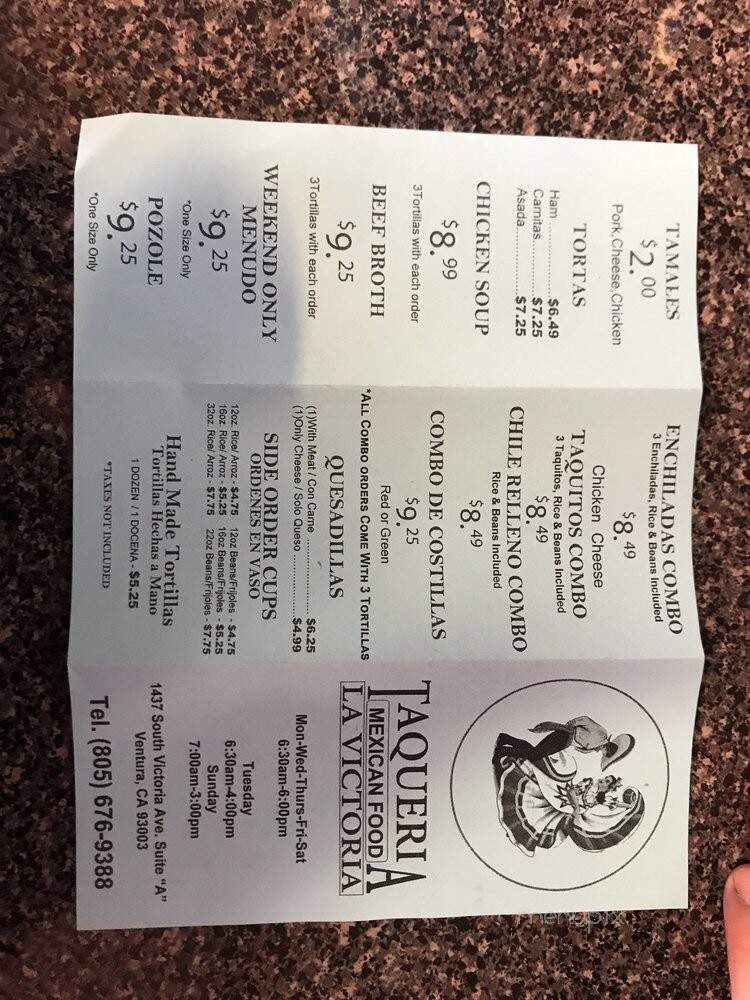 TAMALES
$2.00
Pork,Cheese,Chicken
TORTAS
Ham ................ $6.49
Carnitas............. $7.25
Asada................ $7.25
CHICKEN SOUP
$8.99
3Tortillas with each order
BEEF BROTH
$9.25
3Tortillas with each order
WEEKEND ONLY
MENUDO
$9.25
*One Size Only
POZOLE
$9.25
*One Size Only
ENCHILADAS COMBO
3 Enchiladas, Rice & Beans Included
$8.49
Chicken Cheese
TAQUITOS COMBO
3 Taquitos, Rice & Beans Included
$8.49
CHILE RELLENO COMBO
Rice & Beans Included
$8.49
COMBO DE COSTILLAS
$9.25
Red or Green
*ALL COMBO ORDERS COME WITH 3 TORTILLAS
QUESADILLAS
(1)With Meat / Con Carne .................... $6.25
(1)Only Cheese / Solo Queso ............... $4.99
SIDE ORDER CUPS
ORDENES EN VASO
12oz. Rice/ Arroz - $4.75 12oz Beans/Frijoles - $4.75
16oz. Rice/ Arroz - $5.25 16oz Beans/Frijoles - $5.25
32oz. Rice/ Arroz - $7.75 22oz Beans/Frijoles - $7.75
Hand Made Tortillas
Tortillas Hechas a Mano
1 DOZEN / 1 DOCENA - $5.25
*TAXES NOT INCLUDED
TAQUERIA
MEXICAN FOOD
LA VICTORIA
Mon-Wed-Thurs-Fri-Sat
6:30am-6:00pm
Tuesday
6:30am-4:00pm
Sunday
7:00am-3:00pm
1437 South Victoria Ave. Suite "A"
Ventura, CA 93003
Tel. (805) 676-9388